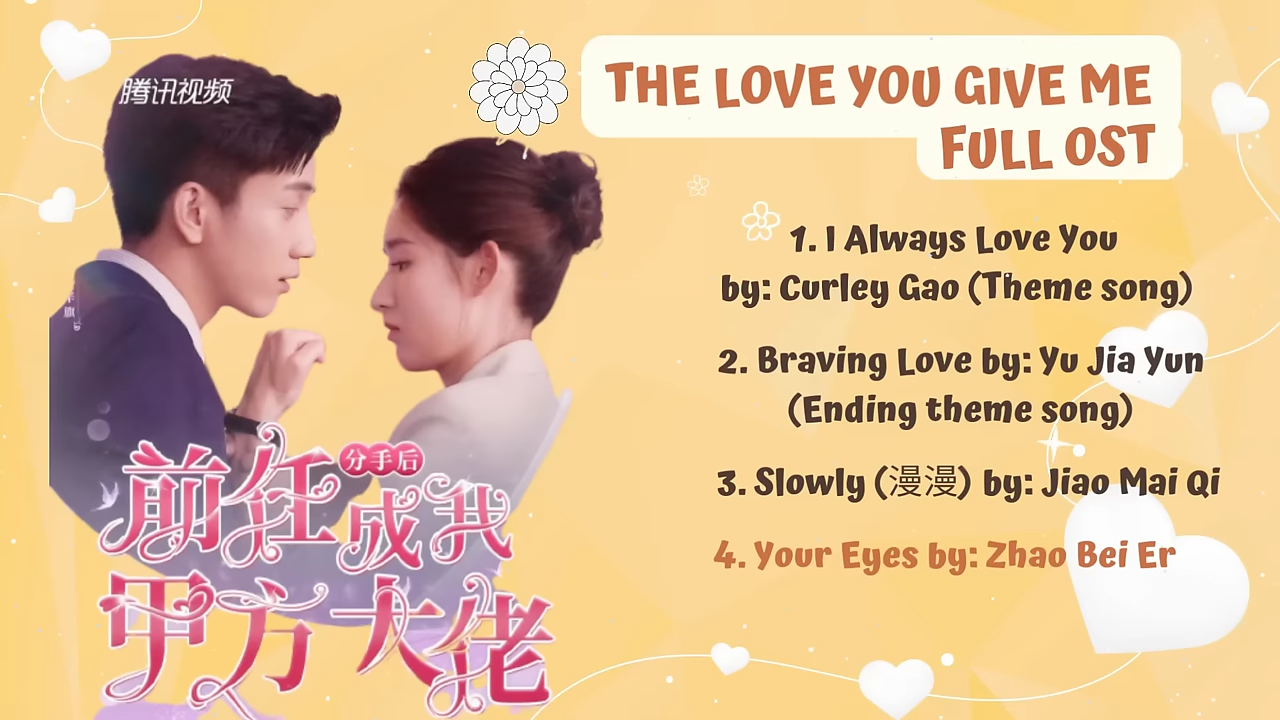 腾讯视频
THE LOVE YOU GIVE ME
FULL OST
1. I Always Love You
by: Curley Gao (Theme song)
2. Braving Love by: Yu Jia Yun
(Ending theme song)
3. Slowly (漫漫) by: Jiao Mai Qi
4. Your Eyes by: Zhao Bei Er
分手后
前任成我
甲方大佬